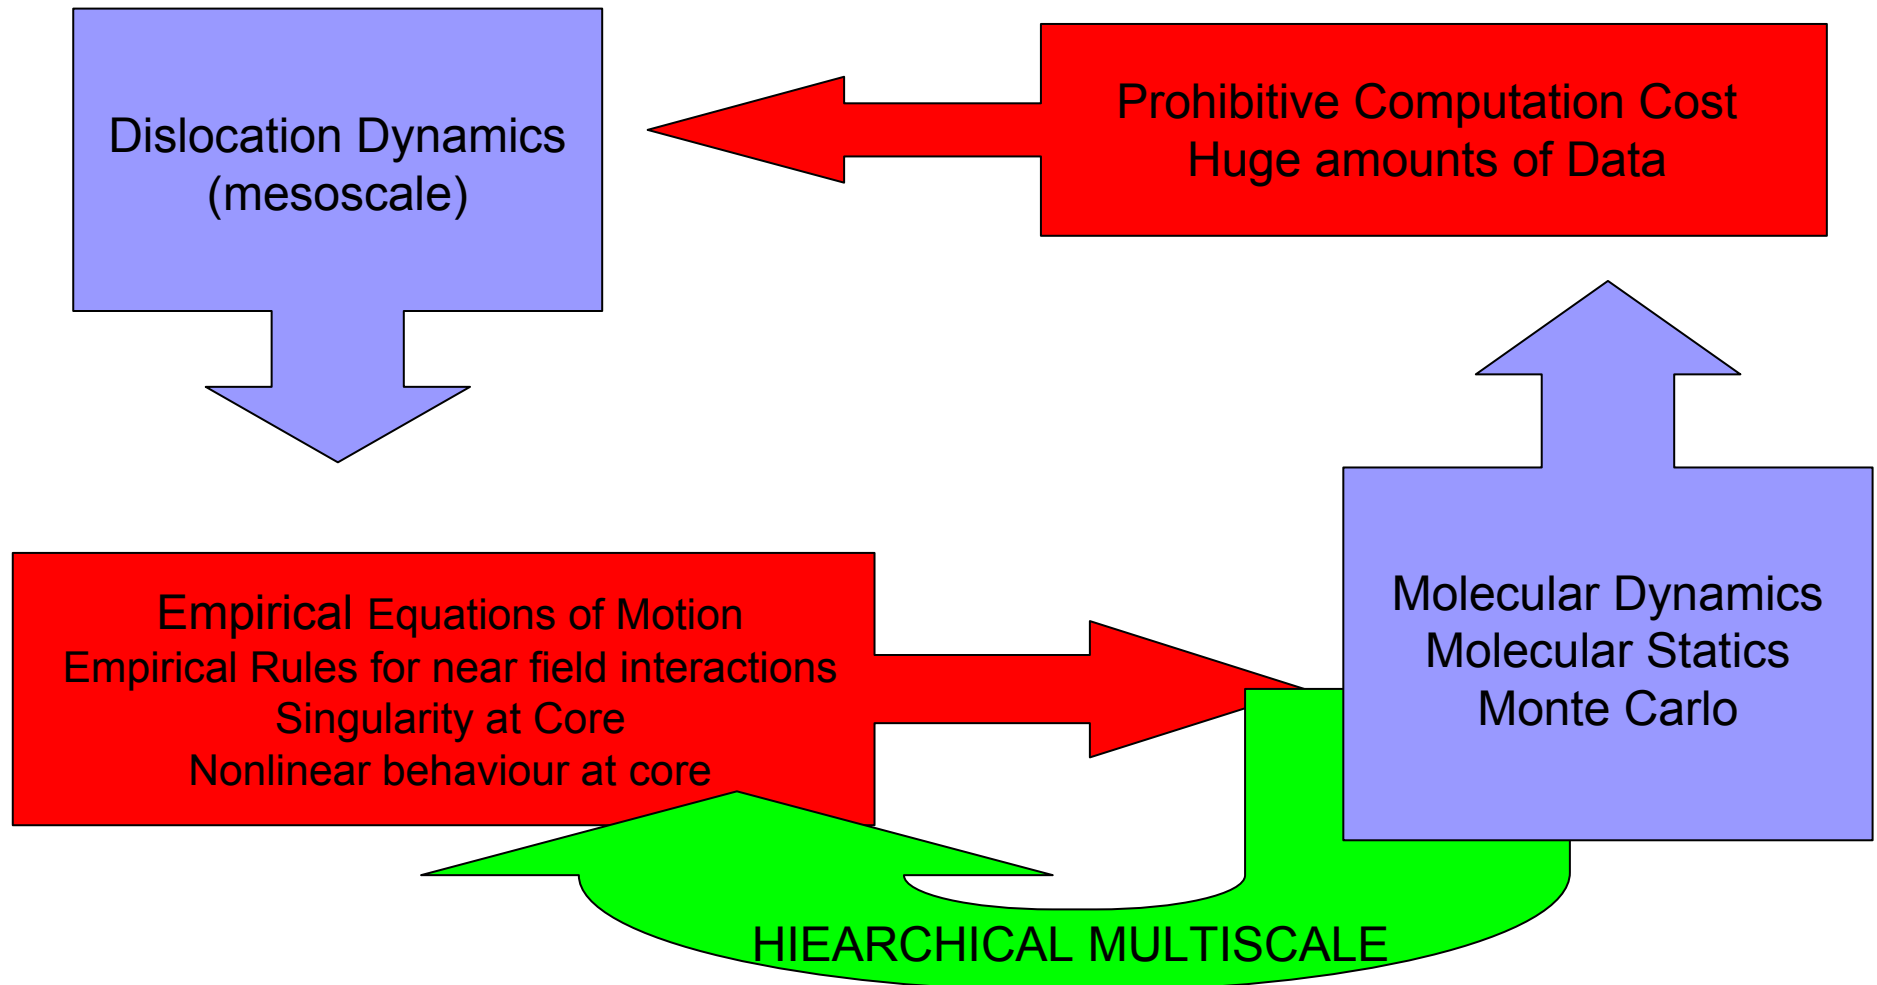 Dislocation Dynamics
(mesoscale)
Prohibitive Computation Cost
Huge amounts of Data
Empirical Equations of Motion
Empirical Rules for near field interactions
Singularity at Core
Nonlinear behaviour at core
Molecular Dynamics
Molecular Statics
Monte Carlo
HIEARCHICAL MULTISCALE